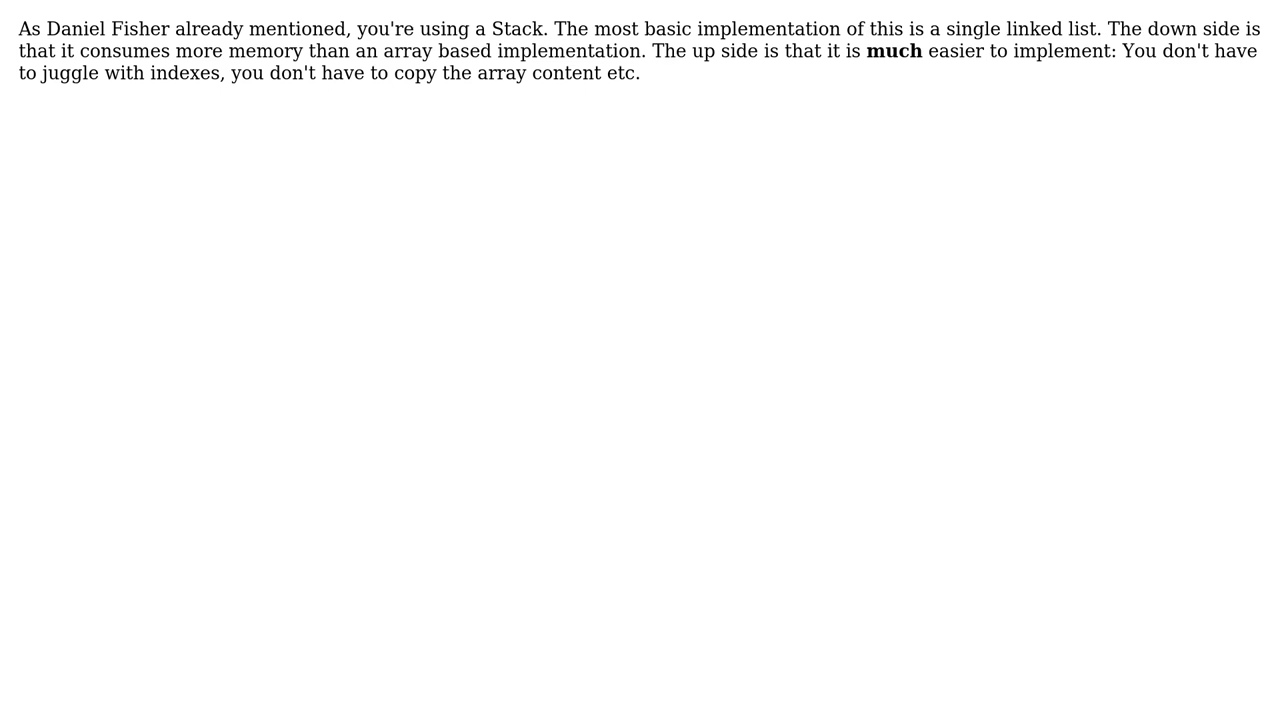 As Daniel Fisher already mentioned, you're using a Stack. The most basic implementation of this is a single linked list. The down side is
that it consumes more memory than an array based implementation. The up side is that it is much easier to implement: You don't have
to juggle with indexes, you don't have to copy the array content etc.